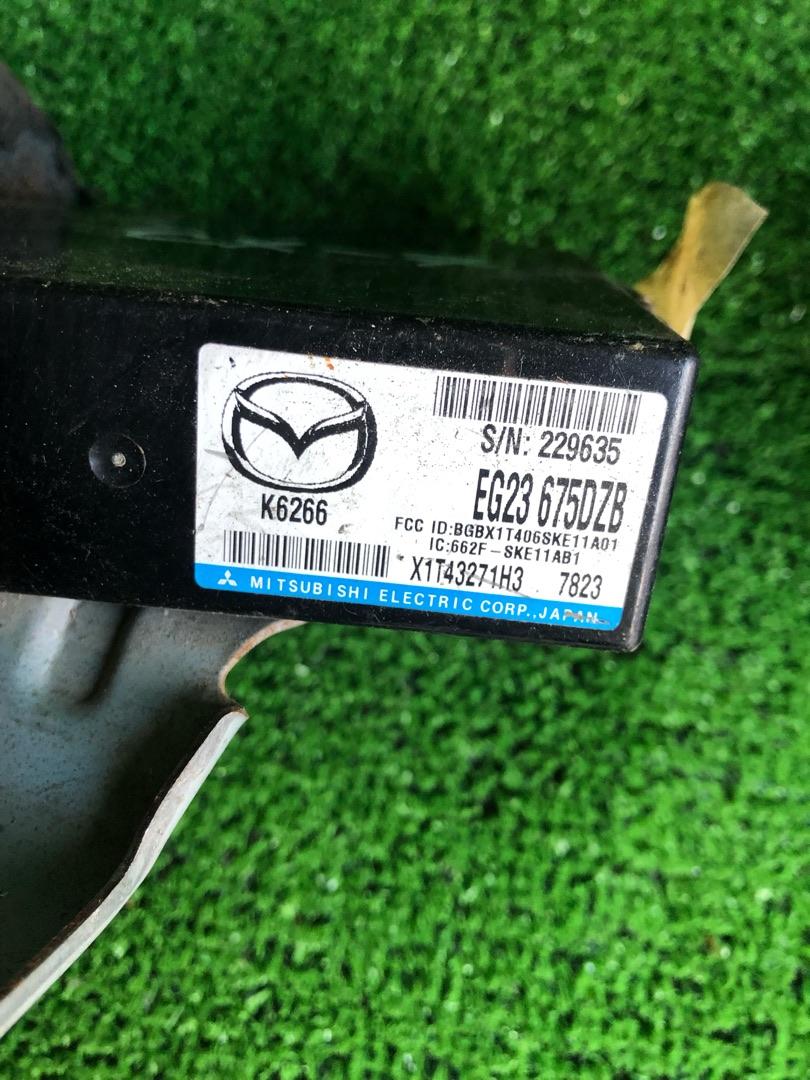 S/N: 229635
K6266
EG23 675DZB
FCC ID:BGBX1T406SKE11A01
IC:662F-SKE11AB1
X1T43271H3 7823
MITSUBISHI ELECTRIC CORP.,JAPAN